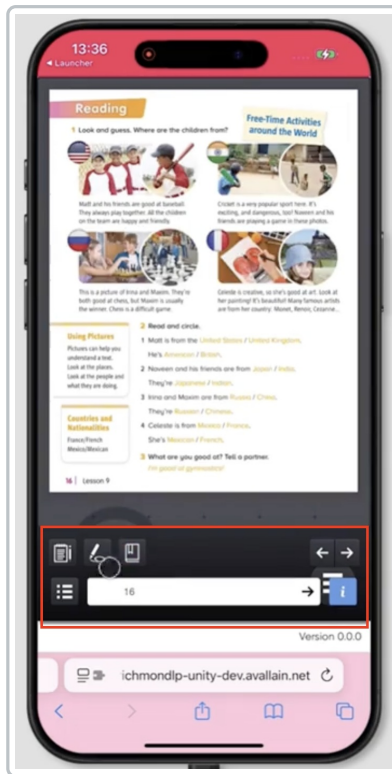 13:36
◄ Launcher
Reading
Free-Time Activities
around the World
1 Look and guess. Where are the children from?
Matt and his friends are good at baseball.
They always play together. All the children
on the team are happy and friendly.
Cricket is a very popular sport here. It's
exciting, and dangerous, too! Naveen and his
friends are playing a game in these photos.
This is a picture of Inna and Maxim. They're
both good at chess, but Maxim is usually
the winner. Chess is a difficult game.
Celeste is creative, so she's good at art. Look at
her painting! It's beautiful! Many famous artists
are from her country: Monet, Renoir, Cezanne...
Using Pictures
Pictures can help you
understand a text.
Look at the places.
Look at the people and
what they are doing.
Countries and
Nationalities
France/French
Mexico/Mexican
2 Read and circle.
1 Matt is from the United States / United Kingdom.
He's American / British.
2 Naveen and his friends are from Japan / India.
They're Japanese / Indian.
3 Inna and Maxim are from Russia / China.
They're Russian / Chinese.
4 Celeste is from Mexico / France.
She's Mexican / French.
3 What are you good at? Tell a partner.
I'm good at gymnastics!
16 | Lesson 9
16
i
Version 0.0.0
ichmondlp-unity-dev.avallain.net